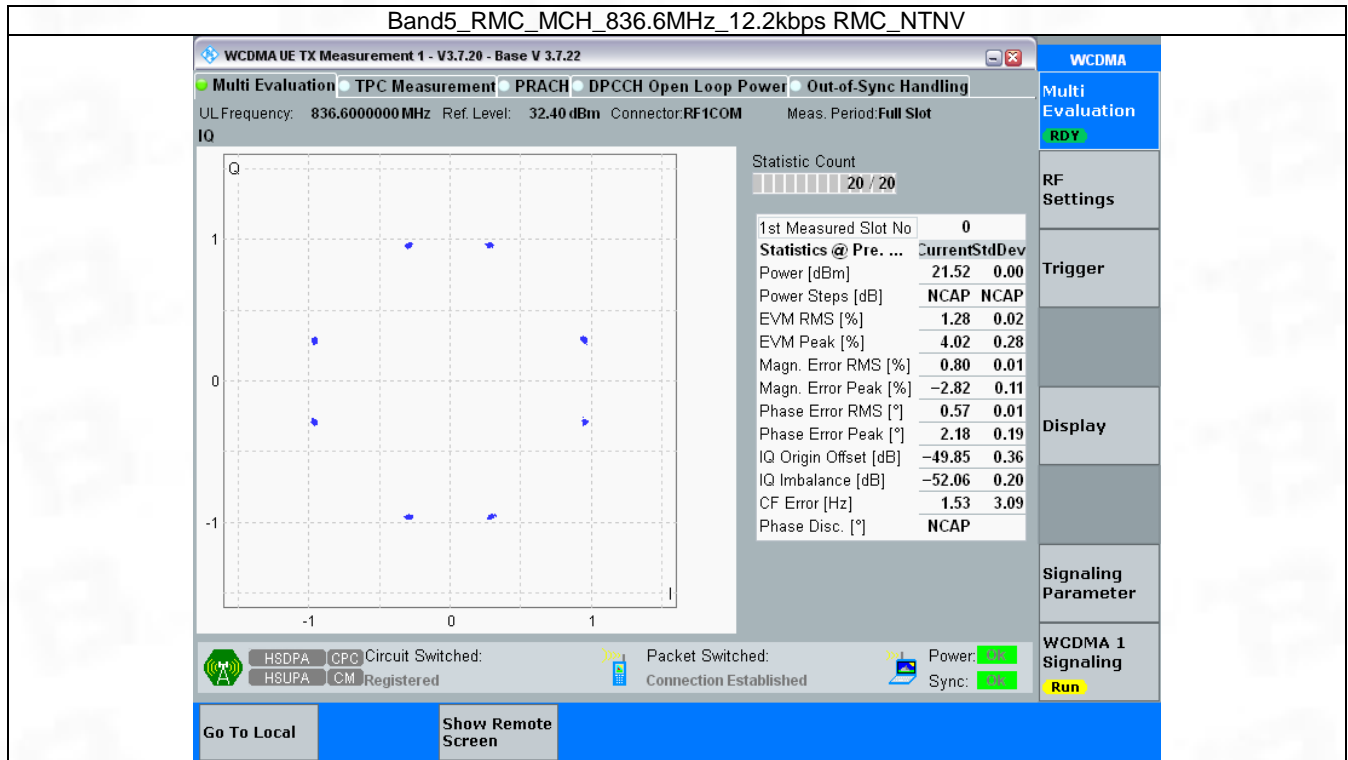 Band5_RMC_MCH_836.6MHz_12.2kbps RMC_NTNV
WCDMA UE TX Measurement 1 - V3.7.20 - Base V 3.7.22
WCDMA
Multi Evaluation TPC Measurement PRACH DPCCH Open Loop Power Out-of-Sync Handling
Multi
Evaluation
RDY
UL Frequency: 836.6000000 MHz Ref. Level: 32.40 dBm Connector:RF1COM Meas. Period:Full Slot
IQ
Q
1
0
-1
-1 0 1
I
Statistic Count
20 / 20
1st Measured Slot No 0
Statistics @ Pre. ... Current StdDev
Power [dBm] 21.52 0.00
Power Steps [dB] NCAP NCAP
EVM RMS [%] 1.28 0.02
EVM Peak [%] 4.02 0.28
Magn. Error RMS [%] 0.80 0.01
Magn. Error Peak [%] −2.82 0.11
Phase Error RMS [°] 0.57 0.01
Phase Error Peak [°] 2.18 0.19
IQ Origin Offset [dB] −49.85 0.36
IQ Imbalance [dB] −52.06 0.20
CF Error [Hz] 1.53 3.09
Phase Disc. [°] NCAP
RF
Settings
Trigger
Display
Signaling
Parameter
WCDMA 1
Signaling
Run
HSDPA CPC Circuit Switched: Packet Switched: Power: Ok
HSUPA CM Registered Connection Established Sync: Ok
Go To Local
Show Remote
Screen